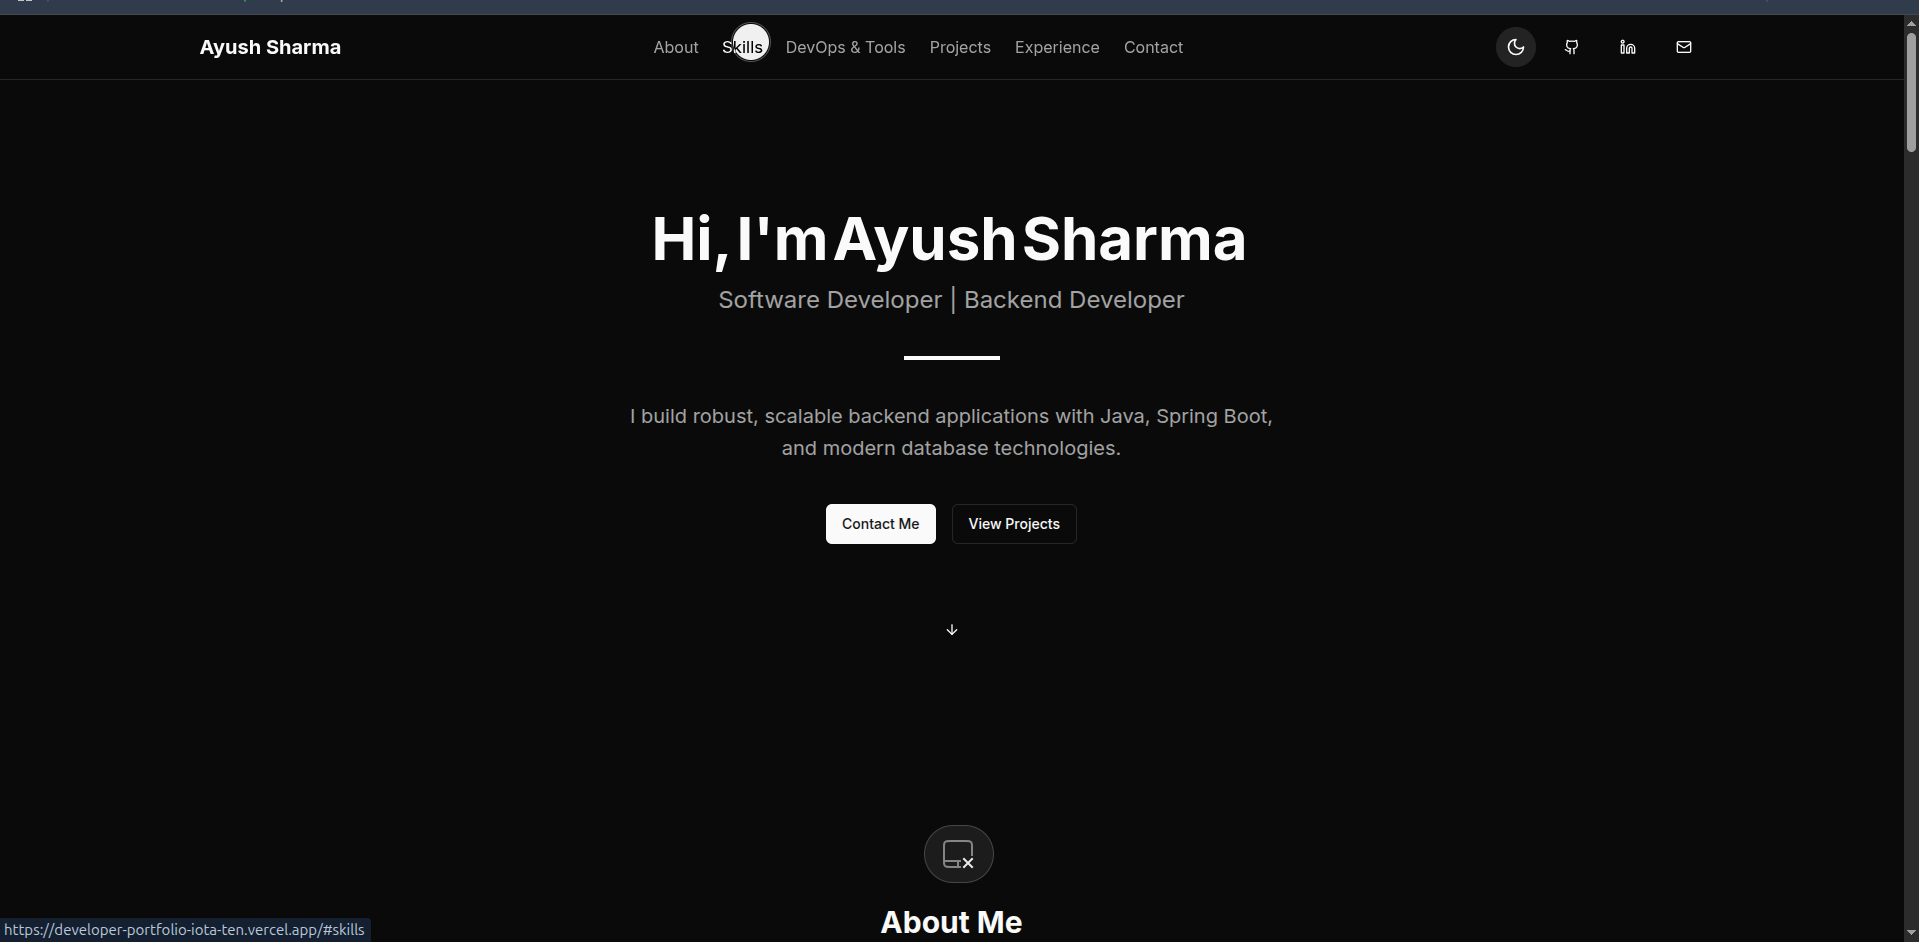 Ayush Sharma
About Skills DevOps & Tools Projects Experience Contact
Hi, I'm Ayush Sharma
Software Developer | Backend Developer
I build robust, scalable backend applications with Java, Spring Boot,
and modern database technologies.
Contact Me View Projects
About Me
https://developer-portfolio-iota-ten.vercel.app/#skills